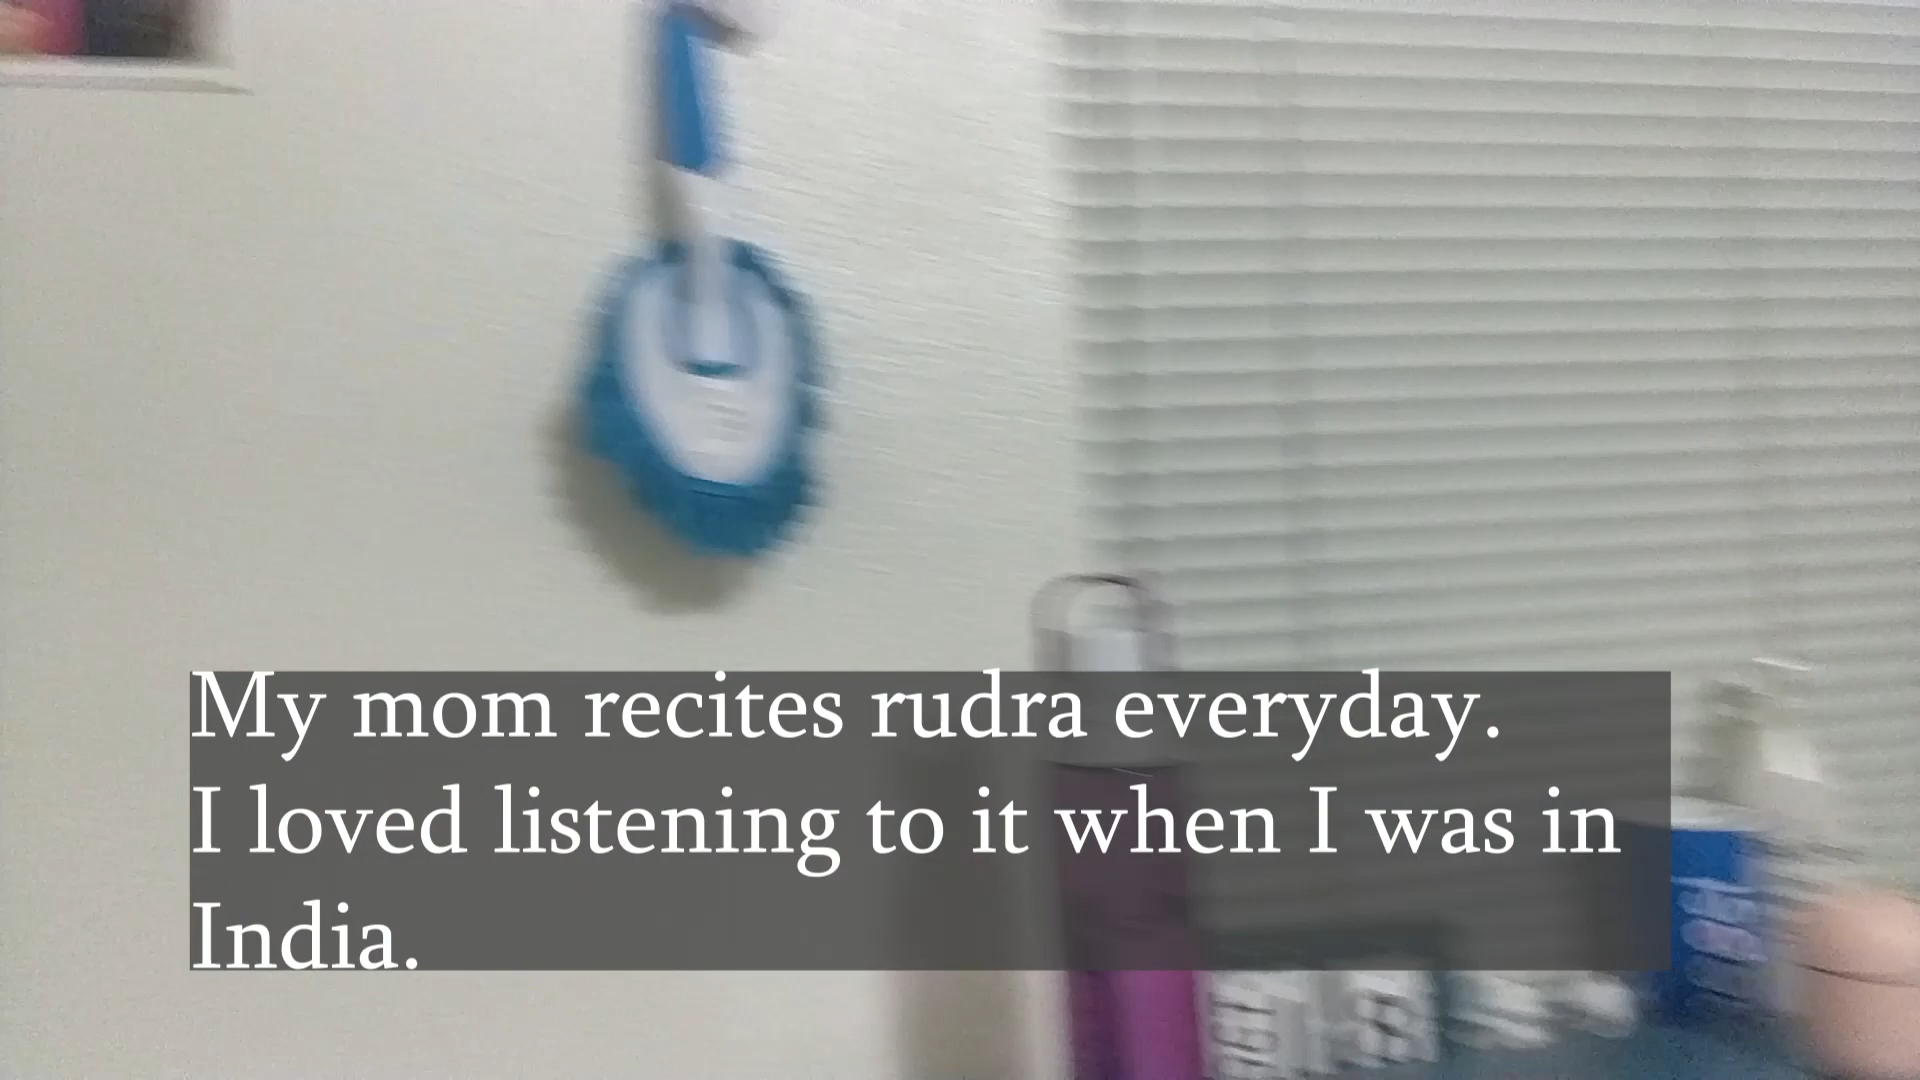 My mom recites rudra everyday.
I loved listening to it when I was in
India.